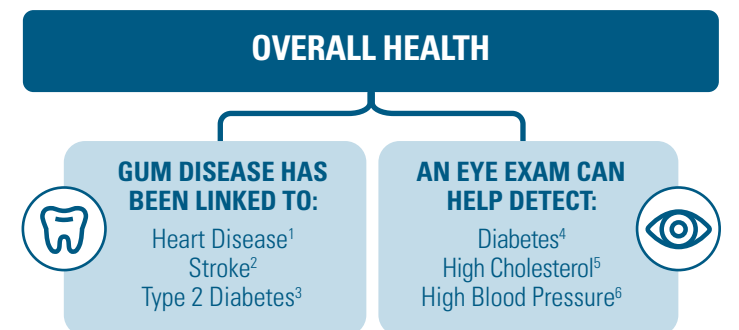 OVERALL HEALTH
GUM DISEASE HAS
BEEN LINKED TO:
Heart Disease¹
Stroke²
Type 2 Diabetes³
AN EYE EXAM CAN
HELP DETECT:
Diabetes⁴
High Cholesterol⁵
High Blood Pressure⁶